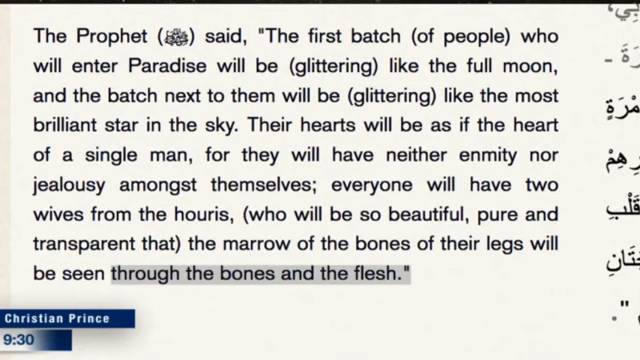 The Prophet (ﷺ) said, "The first batch (of people) who
will enter Paradise will be (glittering) like the full moon,
and the batch next to them will be (glittering) like the most
brilliant star in the sky. Their hearts will be as if the heart
of a single man, for they will have neither enmity nor
jealousy amongst themselves; everyone will have two
wives from the houris, (who will be so beautiful, pure and
transparent that) the marrow of the bones of their legs will
be seen through the bones and the flesh."
Christian Prince
9:30